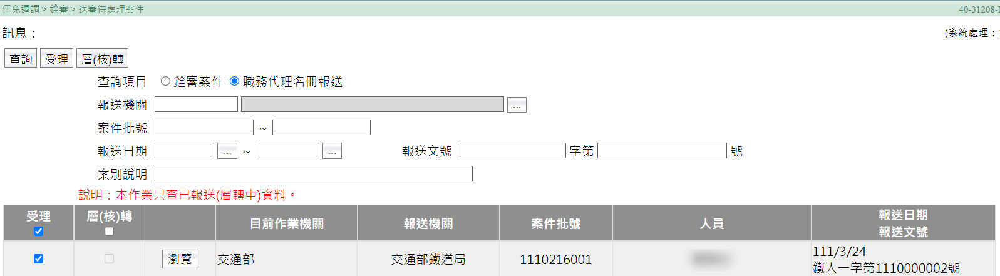 任免遷調 > 銓審 > 送審待處理案件 40-31208-
訊息： (系統處理：
查詢 受理 層(核)轉
查詢項目 銓審案件 職務代理名冊報送
報送機關 ...
案件批號 ~
報送日期 ... ~ ... 報送文號 字第 號
案別說明
說明：本作業只查已報送(層轉中)資料。
受理 層(核)轉 目前作業機關 報送機關 案件批號 人員 報送日期
報送文號
瀏覽 交通部 交通部鐵道局 1110216001 111/3/24
鐵人一字第1110000002號